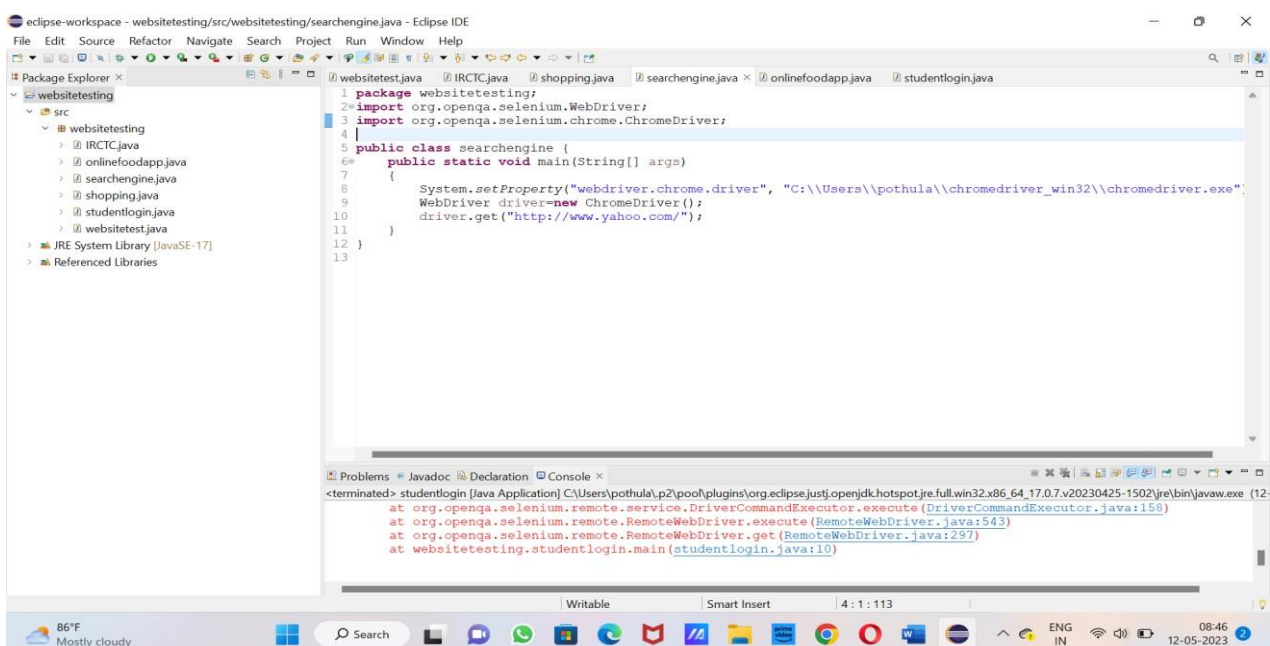 eclipse-workspace - websitetesting/src/websitetesting/searchengine.java - Eclipse IDE
File Edit Source Refactor Navigate Search Project Run Window Help
Package Explorer ×
websitetest.java IRCTC.java shopping.java searchengine.java × onlinefoodapp.java studentlogin.java
websitetesting
src
websitetesting
IRCTC.java
onlinefoodapp.java
searchengine.java
shopping.java
studentlogin.java
websitetest.java
JRE System Library [JavaSE-17]
Referenced Libraries
1 package websitetesting;
2 import org.openqa.selenium.WebDriver;
3 import org.openqa.selenium.chrome.ChromeDriver;
4
5 public class searchengine {
6 public static void main(String[] args)
7 {
8 System.setProperty("webdriver.chrome.driver", "C:\\Users\\pothula\\chromedriver_win32\\chromedriver.exe")
9 WebDriver driver=new ChromeDriver();
10 driver.get("http://www.yahoo.com/");
11 }
12 }
13
Problems Javadoc Declaration Console ×
<terminated> studentlogin [Java Application] C:\Users\pothula\.p2\pool\plugins\org.eclipse.justj.openjdk.hotspot.jre.full.win32.x86_64_17.0.7.v20230425-1502\jre\bin\javaw.exe (12-
at org.openqa.selenium.remote.service.DriverCommandExecutor.execute(DriverCommandExecutor.java:158)
at org.openqa.selenium.remote.RemoteWebDriver.execute(RemoteWebDriver.java:543)
at org.openqa.selenium.remote.RemoteWebDriver.get(RemoteWebDriver.java:297)
at websitetesting.studentlogin.main(studentlogin.java:10)
Writable Smart Insert 4 : 1 : 113
86°F
Mostly cloudy
Search
prime video
ENG
IN
08:46
12-05-2023
2